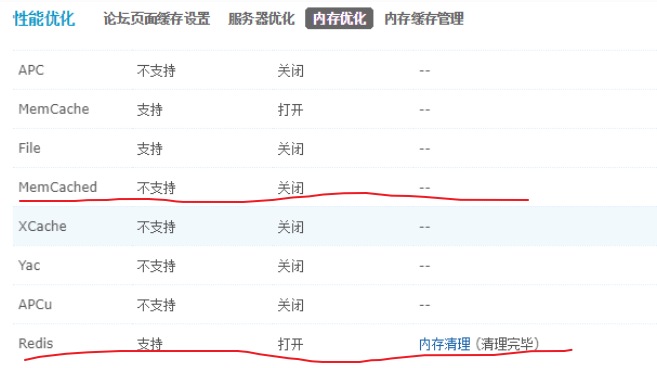 性能优化 论坛页面缓存设置 服务器优化 内存优化 内存缓存管理
APC 不支持 关闭 --
MemCache 支持 打开 --
File 支持 关闭 --
MemCached 不支持 关闭 --
XCache 不支持 关闭 --
Yac 不支持 关闭 --
APCu 不支持 关闭 --
Redis 支持 打开 内存清理 (清理完毕)